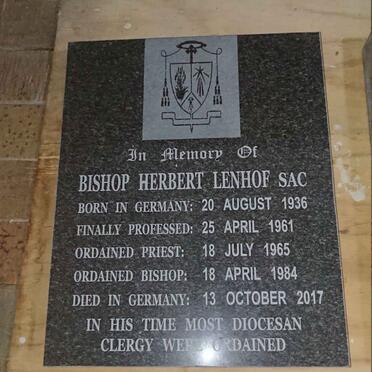 In Memory Of
BISHOP HERBERT LENHOF SAC
BORN IN GERMANY: 20 AUGUST 1936
FINALLY PROFESSED: 25 APRIL 1961
ORDAINED PRIEST: 18 JULY 1965
ORDAINED BISHOP: 18 APRIL 1984
DIED IN GERMANY: 13 OCTOBER 2017
IN HIS TIME MOST DIOCESAN
CLERGY WERE ORDAINED